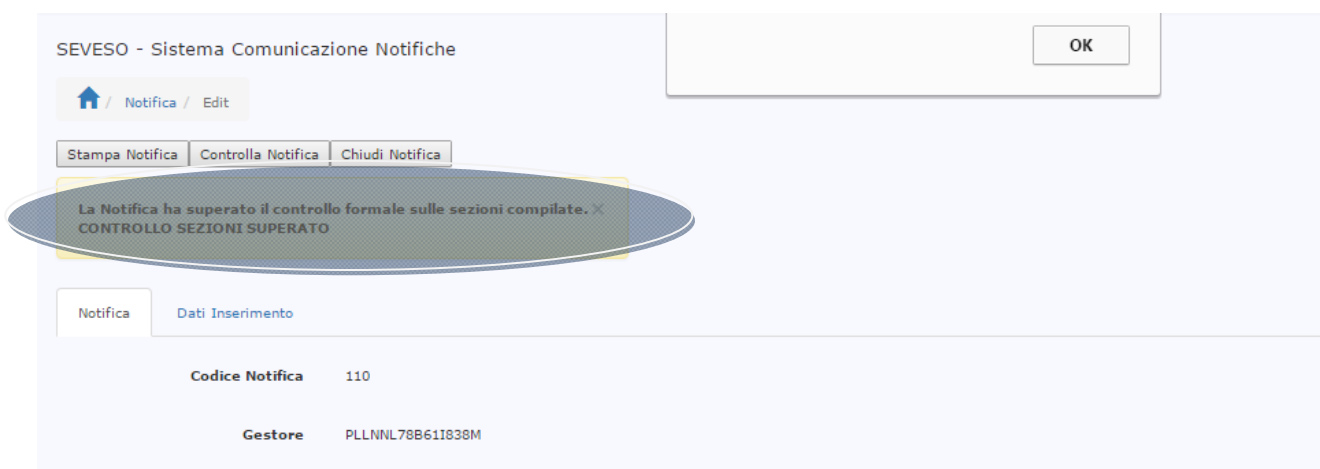 SEVESO - Sistema Comunicazione Notifiche
OK
/ Notifica / Edit
Stampa Notifica Controlla Notifica Chiudi Notifica
La Notifica ha superato il controllo formale sulle sezioni compilate. ×
CONTROLLO SEZIONI SUPERATO
Notifica Dati Inserimento
Codice Notifica 110
Gestore PLLNNL78B61I838M